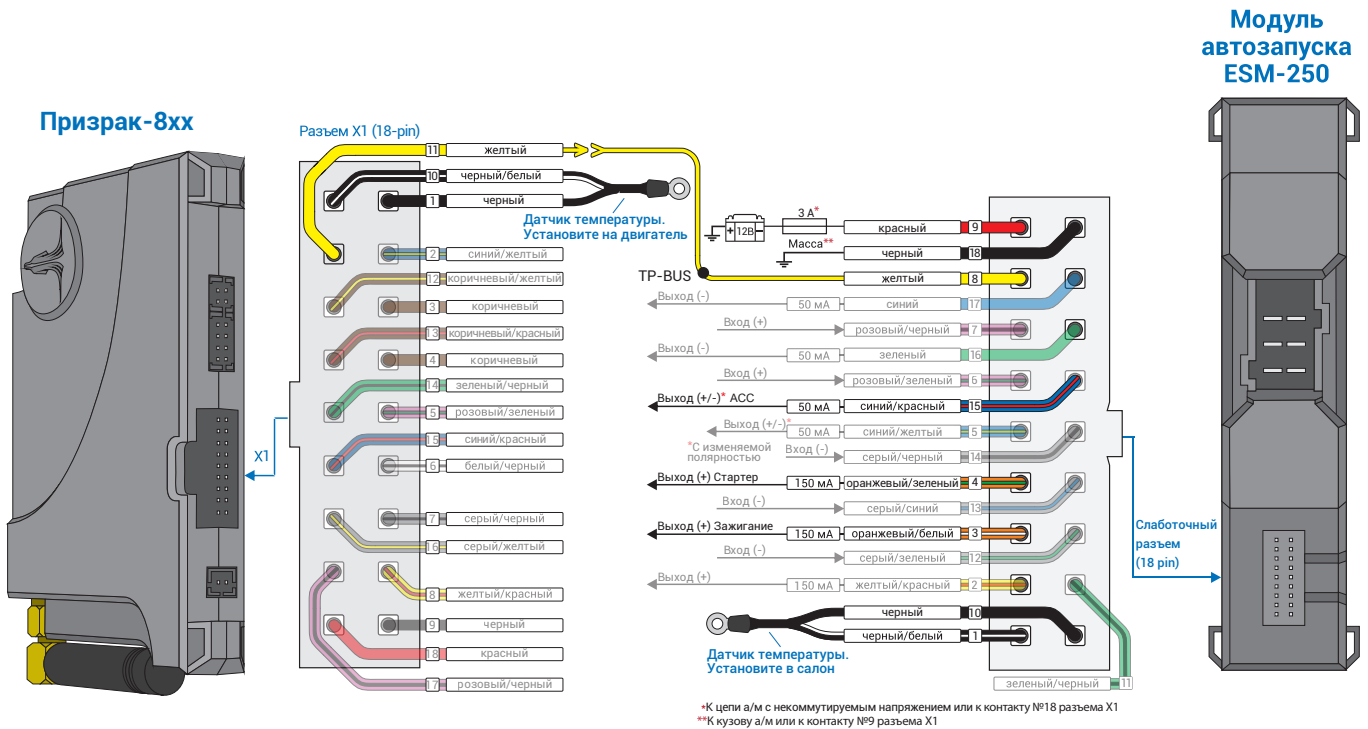 Модуль
автозапуска
ESM-250
Призрак-8xx
Разъем X1 (18-pin)
11 желтый
10 черный/белый
1 черный
Датчик температуры.
Установите на двигатель
2 синий/желтый
12 коричневый/желтый
3 коричневый
13 коричневый/красный
4 коричневый
14 зеленый/черный
5 розовый/зеленый
15 синий/красный
6 белый/черный
7 серый/черный
16 серый/желтый
8 желтый/красный
9 черный
18 красный
17 розовый/черный
X1
12В 3 А* красный 9
Масса** черный 18
TP-BUS желтый 8
Выход (-) 50 мА синий 17
Вход (+) розовый/черный 7
Выход (-) 50 мА зеленый 16
Вход (+) розовый/зеленый 6
Выход (+/-)* ACC 50 мА синий/красный 15
Выход (+/-)* 50 мА синий/желтый 5
*С изменяемой
полярностью
Вход (-) серый/черный 14
Выход (+) Стартер 150 мА оранжевый/зеленый 4
Вход (-) серый/синий 13
Выход (+) Зажигание 150 мА оранжевый/белый 3
Вход (-) серый/зеленый 12
Выход (+) 150 мА желтый/красный 2
черный 10
черный/белый 1
Датчик температуры.
Установите в салон
зеленый/черный 11
Слаботочный
разъем
(18 pin)
*К цепи а/м с некоммутируемым напряжением или к контакту №18 разъема X1
**К кузову а/м или к контакту №9 разъема X1